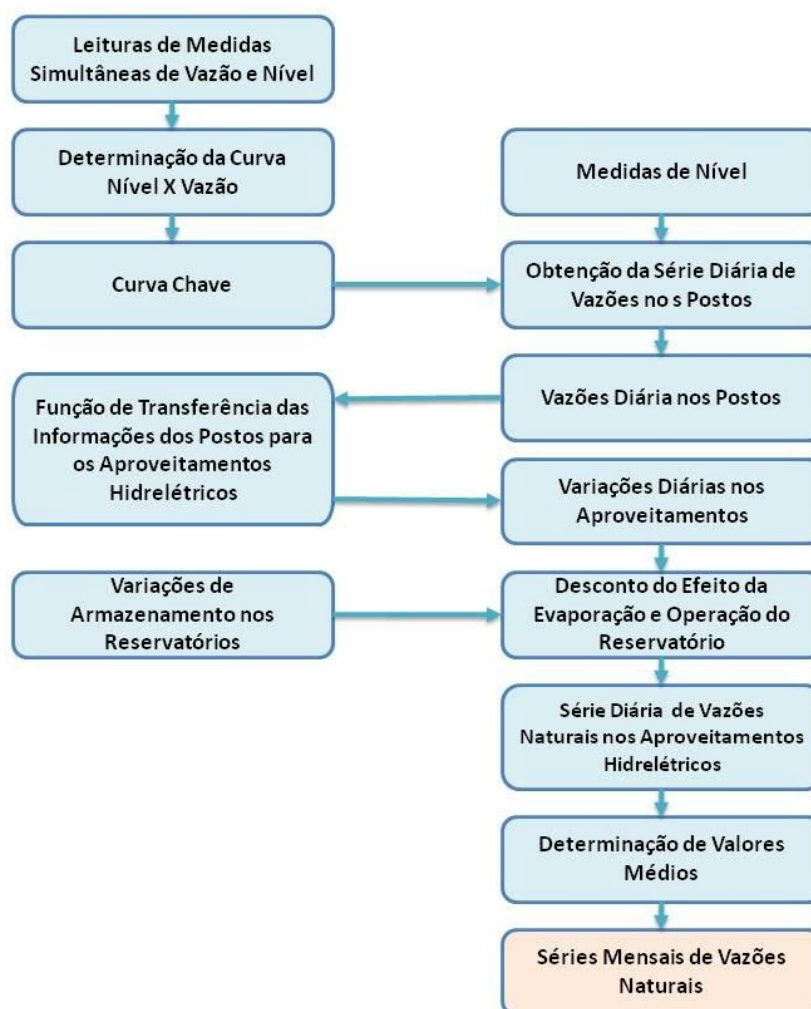 Leituras de Medidas
Simultâneas de Vazão e Nível
Determinação da Curva
Nível X Vazão
Medidas de Nível
Curva Chave
Obtenção da Série Diária de
Vazões no s Postos
Vazões Diária nos Postos
Função de Transferência das
Informações dos Postos para
os Aproveitamentos
Hidrelétricos
Variações Diárias nos
Aproveitamentos
Variações de
Armazenamento nos
Reservatórios
Desconto do Efeito da
Evaporação e Operação do
Reservatório
Série Diária de Vazões
Naturais nos Aproveitamentos
Hidrelétricos
Determinação de Valores
Médios
Séries Mensais de Vazões
Naturais